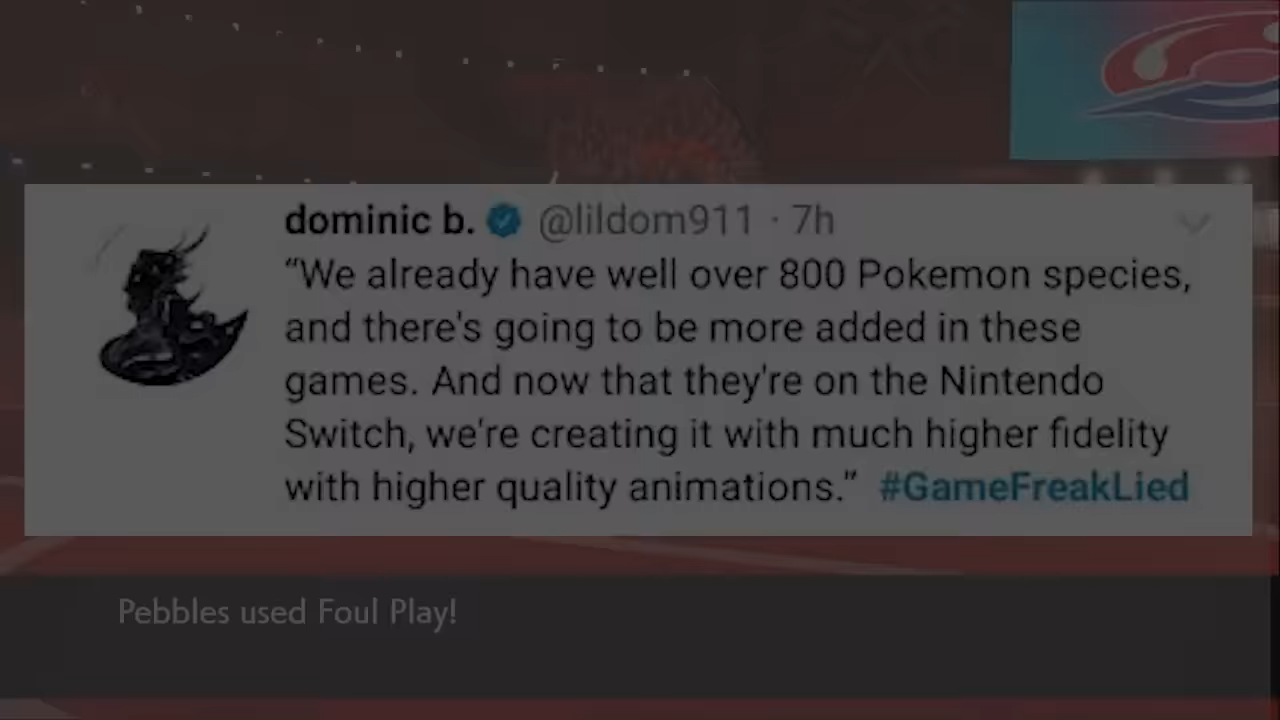 dominic b. @lildom911 · 7h
“We already have well over 800 Pokemon species,
and there's going to be more added in these
games. And now that they're on the Nintendo
Switch, we're creating it with much higher fidelity
with higher quality animations.” #GameFreakLied
Pebbles used Foul Play!